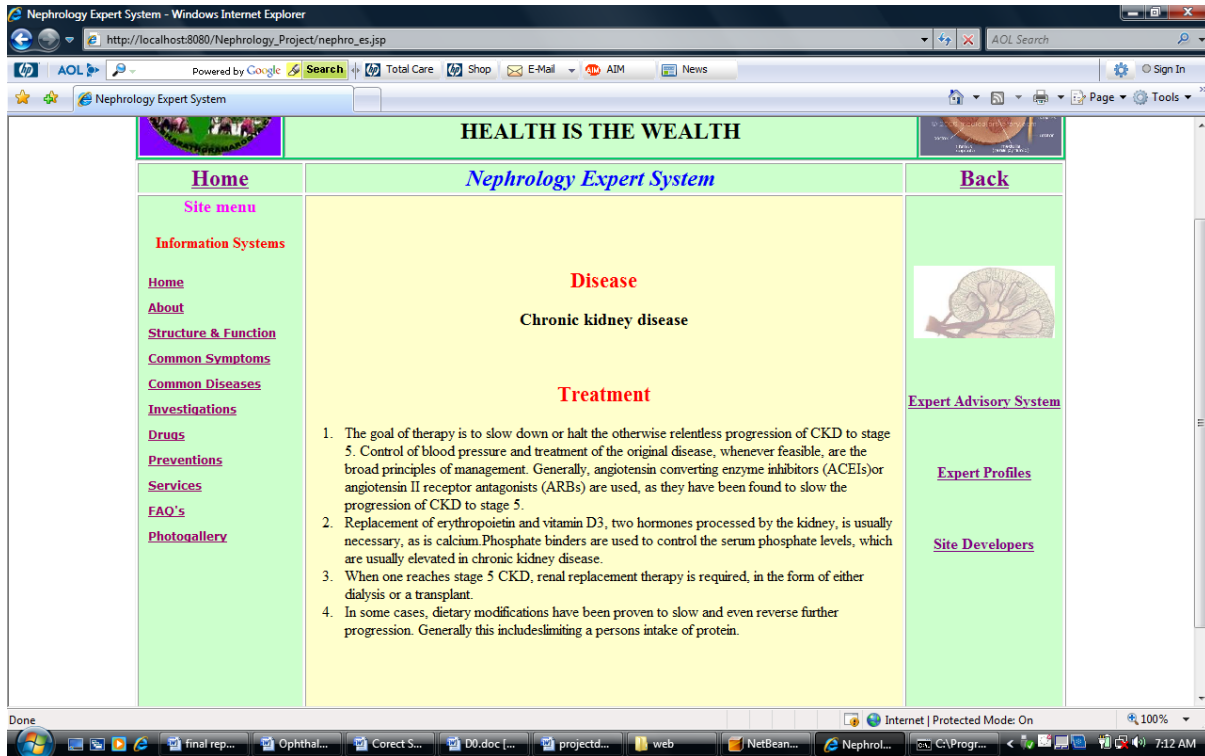 Nephrology Expert System - Windows Internet Explorer
http://localhost:8080/Nephrology_Project/nephro_es.jsp
AOL Search
AOL
Powered by Google
Search
Total Care
Shop
E-Mail
AIM
News
Sign In
Nephrology Expert System
Page
Tools
HEALTH IS THE WEALTH
Home
Nephrology Expert System
Back
Site menu
Information Systems
Home
About
Structure & Function
Common Symptoms
Common Diseases
Investigations
Drugs
Preventions
Services
FAQ's
Photogallery
Disease
Chronic kidney disease
Treatment
1. The goal of therapy is to slow down or halt the otherwise relentless progression of CKD to stage
5. Control of blood pressure and treatment of the original disease, whenever feasible, are the
broad principles of management. Generally, angiotensin converting enzyme inhibitors (ACEIs)or
angiotensin II receptor antagonists (ARBs) are used, as they have been found to slow the
progression of CKD to stage 5.
2. Replacement of erythropoietin and vitamin D3, two hormones processed by the kidney, is usually
necessary, as is calcium.Phosphate binders are used to control the serum phosphate levels, which
are usually elevated in chronic kidney disease.
3. When one reaches stage 5 CKD, renal replacement therapy is required, in the form of either
dialysis or a transplant.
4. In some cases, dietary modifications have been proven to slow and even reverse further
progression. Generally this includeslimiting a persons intake of protein.
Expert Advisory System
Expert Profiles
Site Developers
Done
Internet | Protected Mode: On
100%
final rep...
Ophthal...
Corect S...
D0.doc [...
projectd...
web
NetBean...
Nephrol...
C:\Progr...
7:12 AM